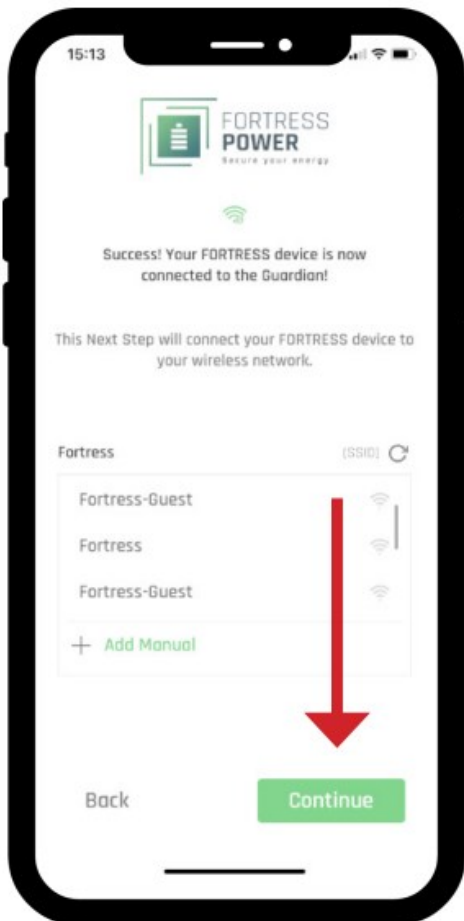 15:13
FORTRESS
POWER
Secure your energy
Success! Your FORTRESS device is now
connected to the Guardian!
This Next Step will connect your FORTRESS device to
your wireless network.
Fortress [SSID]
Fortress-Guest
Fortress
Fortress-Guest
+ Add Manual
Back Continue